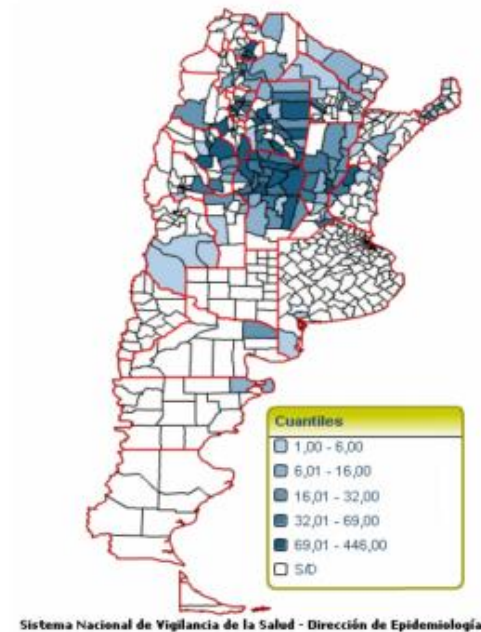 Cuantiles
1,00 - 6,00
6,01 - 16,00
16,01 - 32,00
32,01 - 69,00
69,01 - 446,00
S/D
Sistema Nacional de Vigilancia de la Salud - Dirección de Epidemiología